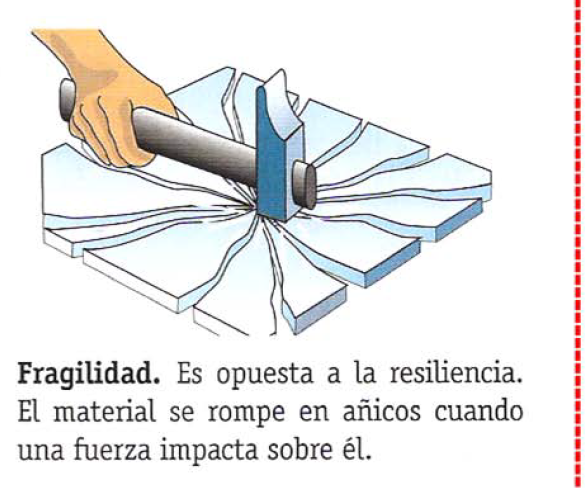 Fragilidad. Es opuesta a la resiliencia.
El material se rompe en añicos cuando
una fuerza impacta sobre él.